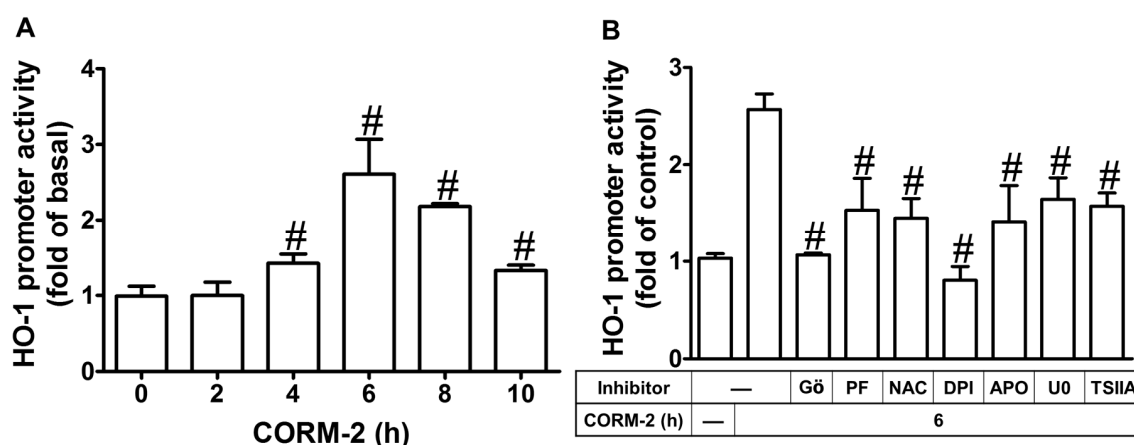 A
HO-1 promoter activity
(fold of basal)
4
3
2
1
0
#
#
#
#
0 2 4 6 8 10
CORM-2 (h)
B
HO-1 promoter activity
(fold of control)
3
2
1
0
#
#
#
#
#
#
#
Inhibitor — Gö PF NAC DPI APO U0 TSIIA
CORM-2 (h) — 6